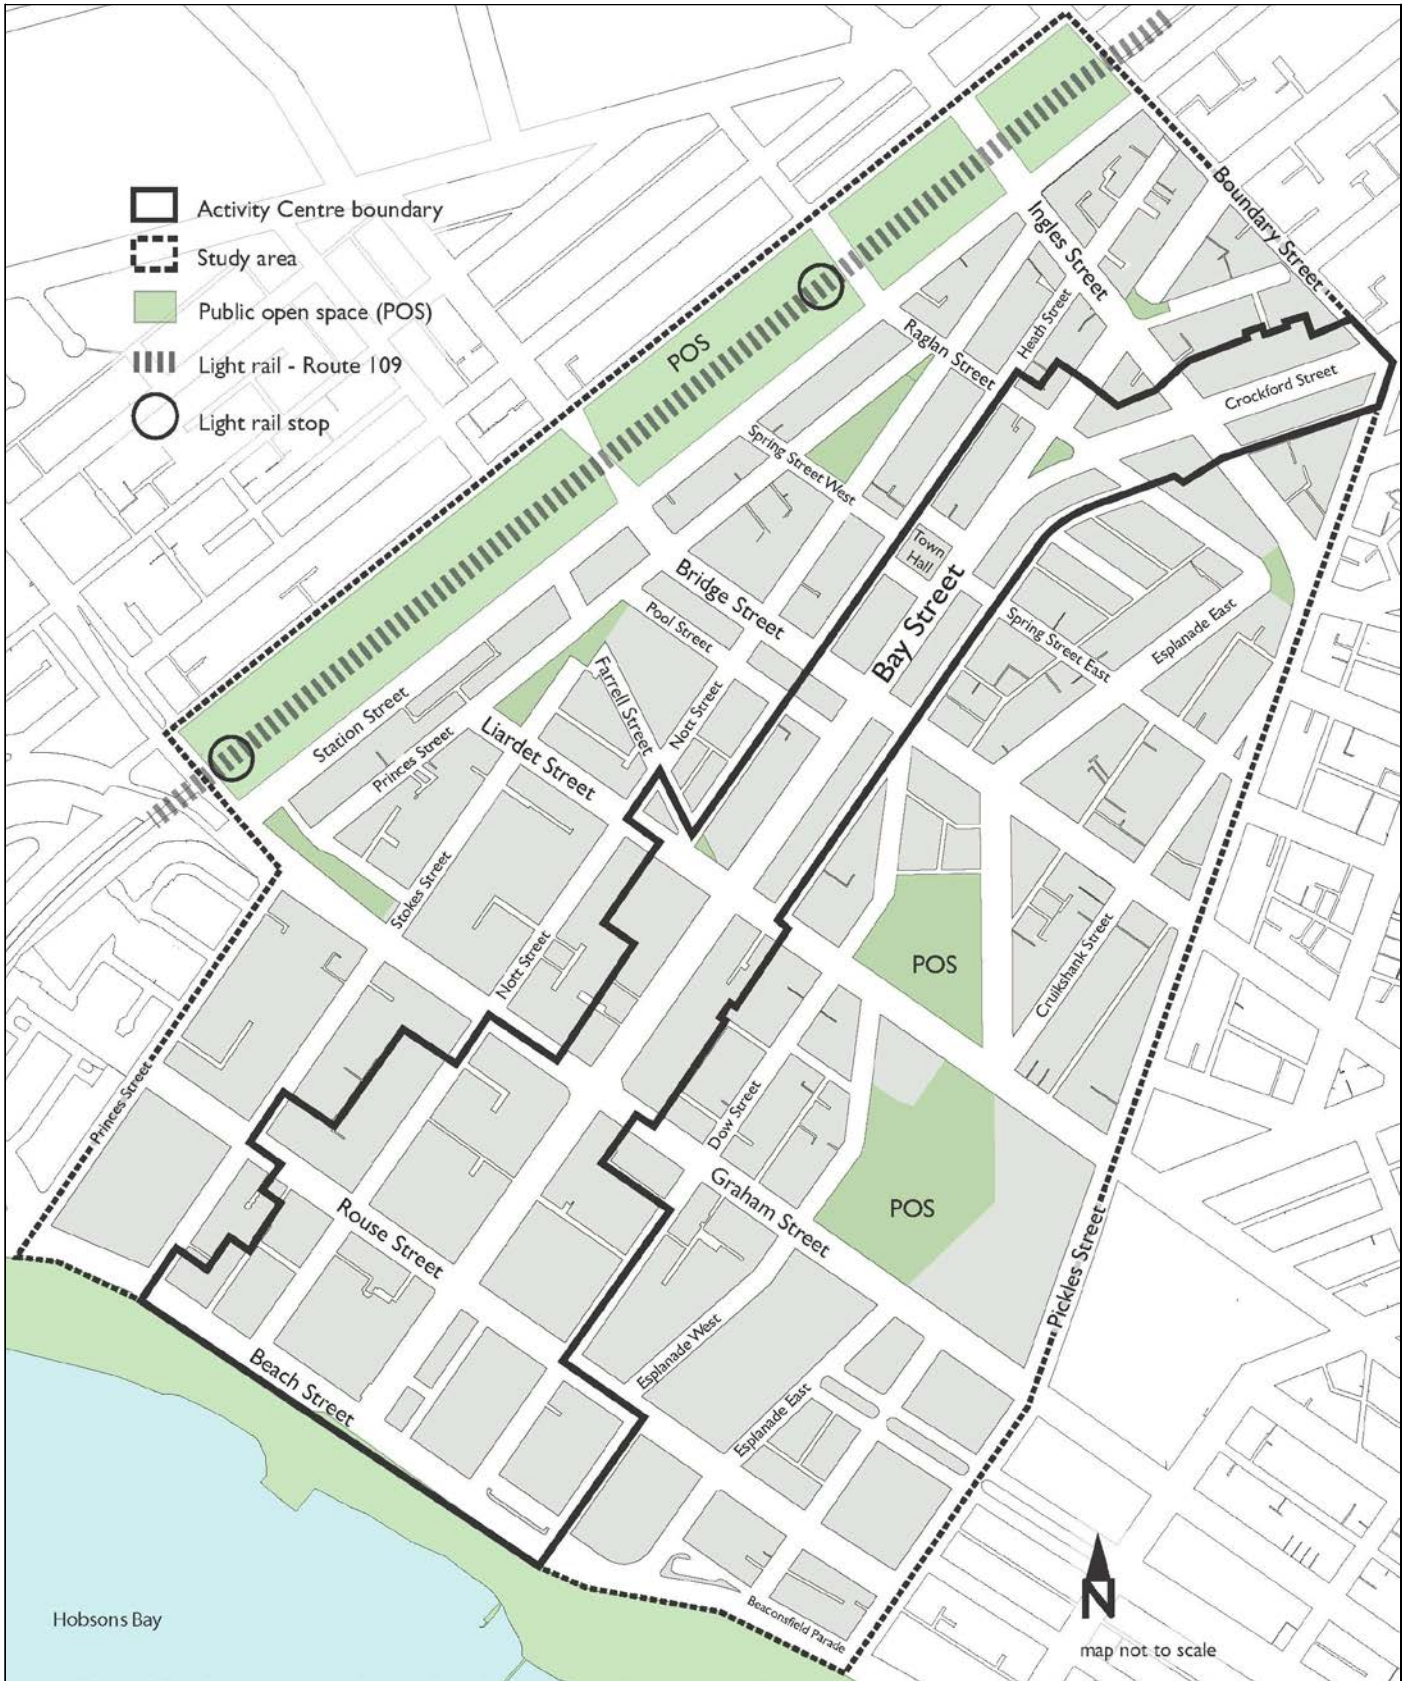 Activity Centre boundary
Study area
Public open space (POS)
Light rail - Route 109
Light rail stop
Boundary Street
Ingles Street
Heath Street
Raglan Street
POS
Crockford Street
Spring Street West
Town
Hall
Bay Street
Bridge Street
Pool Street
Spring Street East
Esplanade East
Farrell Street
Nott Street
Station Street
Princes Street
Liardet Street
Stokes Street
Nott Street
POS
Cruikshank Street
Princes Street
Dow Street
Graham Street
POS
Rouse Street
Pickles Street
Esplanade West
Beach Street
Esplanade East
Beaconsfield Parade
Hobsons Bay
N
map not to scale